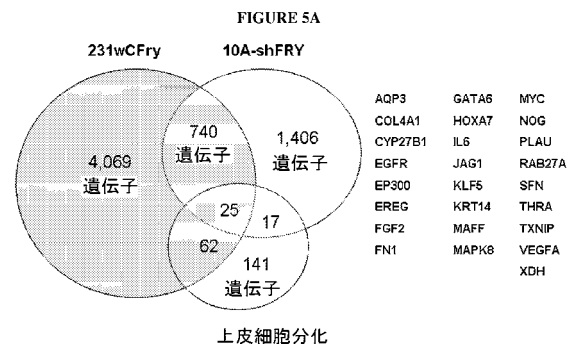 FIGURE 5A
231wCFry
10A-shFRY
4,069
遺伝子
740
遺伝子
1,406
遺伝子
25
17
62
141
遺伝子
上皮細胞分化
AQP3 GATA6 MYC
COL4A1 HOXA7 NOG
CYP27B1 IL6 PLAU
EGFR JAG1 RAB27A
EP300 KLF5 SFN
EREG KRT14 THRA
FGF2 MAFF TXNIP
FN1 MAPK8 VEGFA
XDH